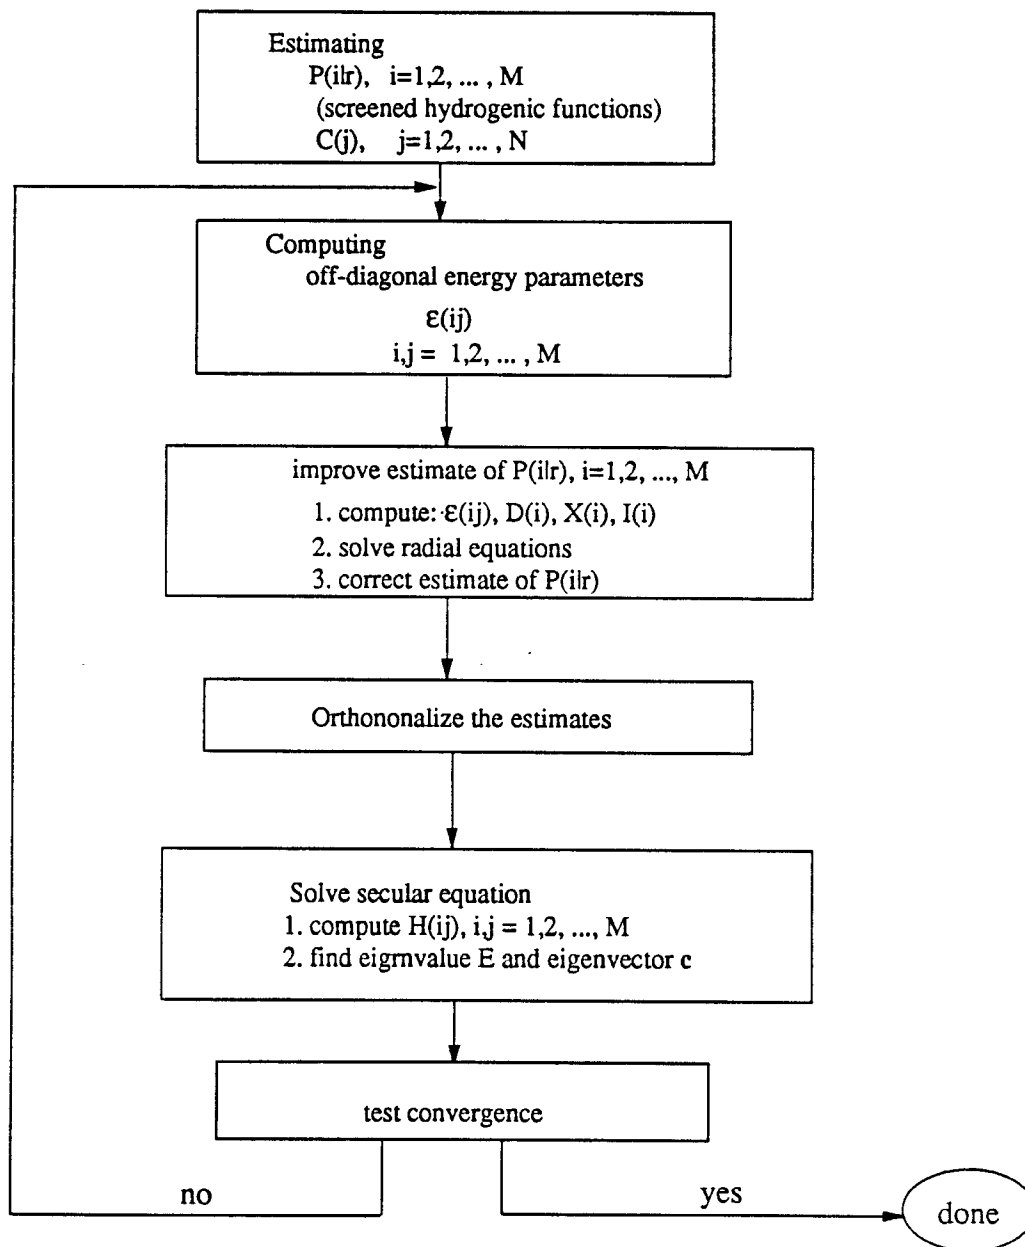 Estimating
P(i|r), i=1,2, ... , M
(screened hydrogenic functions)
C(j), j=1,2, ... , N
Computing
off-diagonal energy parameters
ε(ij)
i,j = 1,2, ... , M
improve estimate of P(i|r), i=1,2, ..., M
1. compute: ε(ij), D(i), X(i), I(i)
2. solve radial equations
3. correct estimate of P(i|r)
Orthononalize the estimates
Solve secular equation
1. compute H(ij), i,j = 1,2, ..., M
2. find eigrnvalue E and eigenvector c
test convergence
no
yes
done